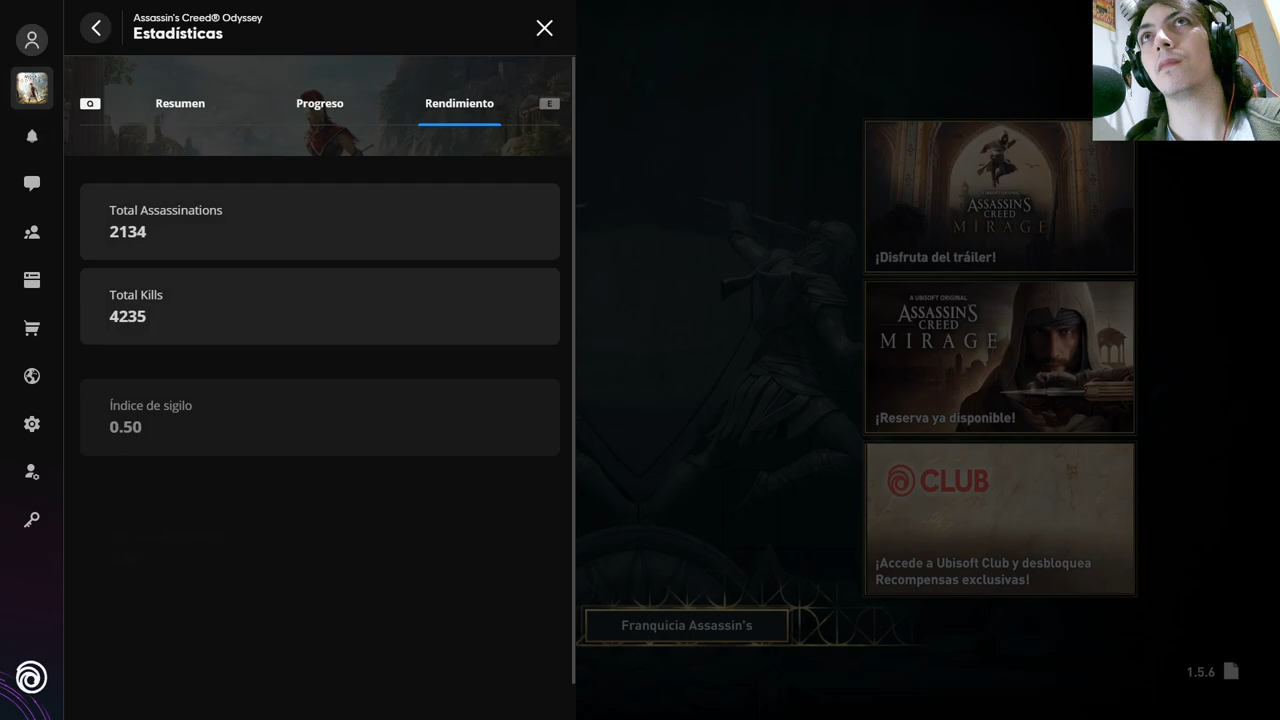 Assassin's Creed® Odyssey
Estadísticas
Q
Resumen
Progreso
Rendimiento
E
Total Assassinations
2134
Total Kills
4235
Índice de sigilo
0.50
ASSASSIN'S
CREED
MIRAGE
¡Disfruta del tráiler!
A UBISOFT ORIGINAL
ASSASSIN'S
CREED
MIRAGE
¡Reserva ya disponible!
CLUB
¡Accede a Ubisoft Club y desbloquea
Recompensas exclusivas!
Franquicia Assassin's
1.5.6